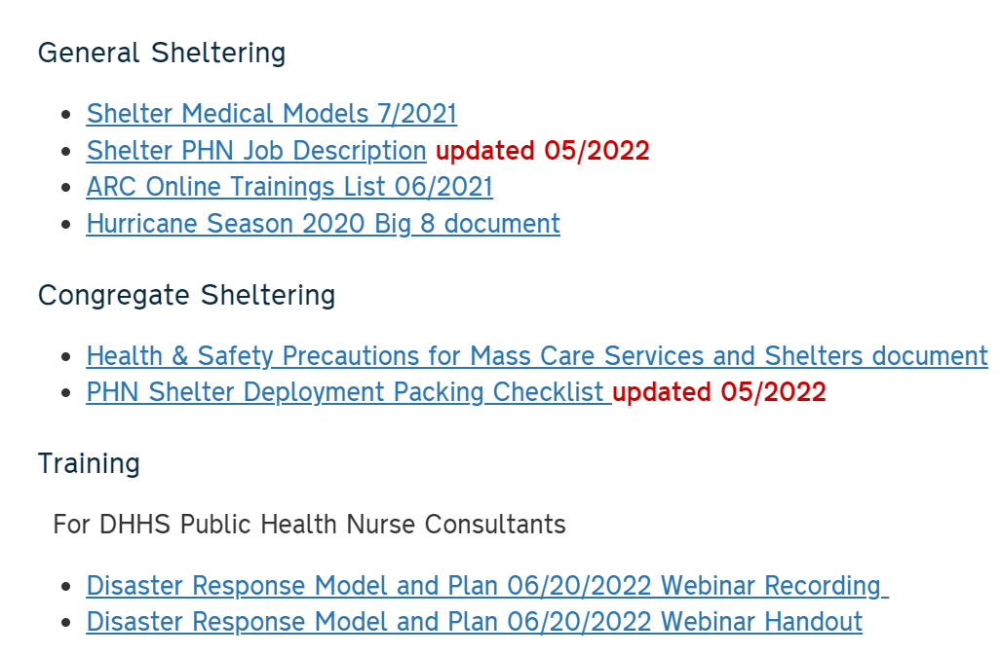 General Sheltering
Shelter Medical Models 7/2021
Shelter PHN Job Description updated 05/2022
ARC Online Trainings List 06/2021
Hurricane Season 2020 Big 8 document
Congregate Sheltering
Health & Safety Precautions for Mass Care Services and Shelters document
PHN Shelter Deployment Packing Checklist updated 05/2022
Training
For DHHS Public Health Nurse Consultants
Disaster Response Model and Plan 06/20/2022 Webinar Recording
Disaster Response Model and Plan 06/20/2022 Webinar Handout